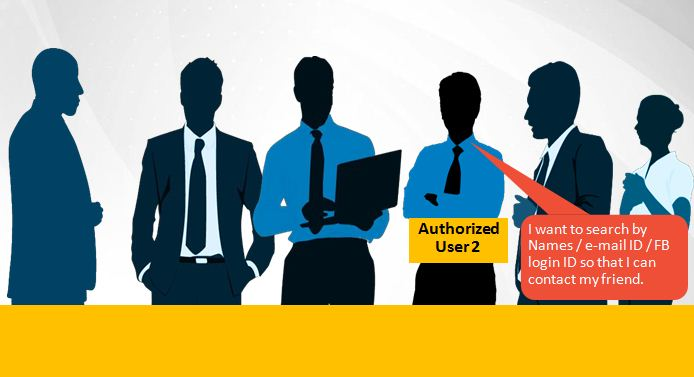 Authorized
User 2
I want to search by
Names / e-mail ID / FB
login ID so that I can
contact my friend.